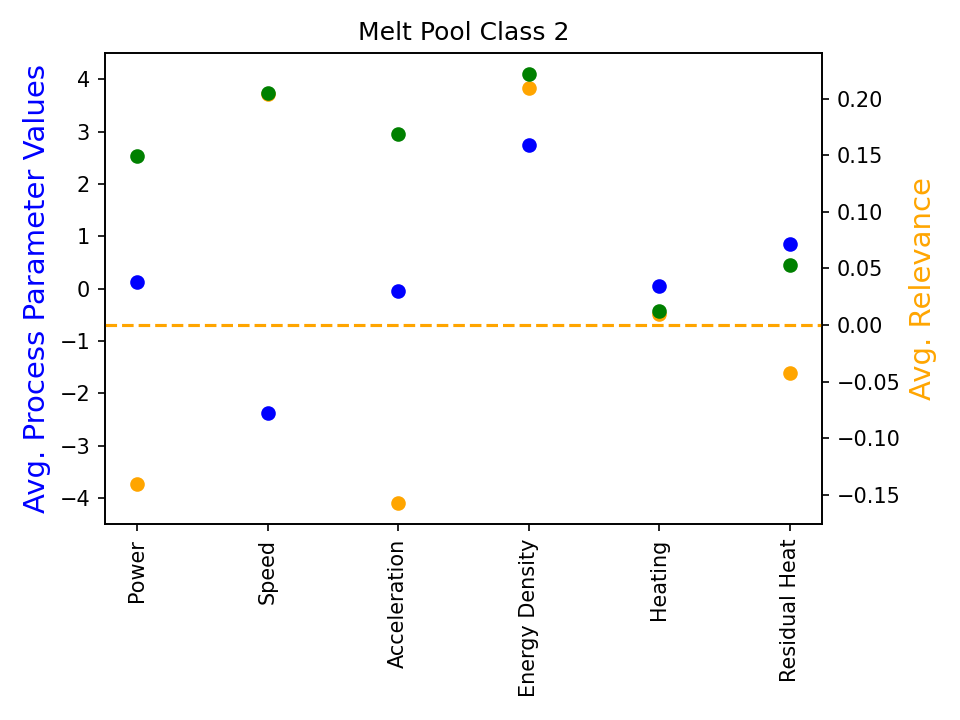 Melt Pool Class 2
Avg. Process Parameter Values
4
3
2
1
0
−1
−2
−3
−4
0.20
0.15
0.10
0.05
0.00
−0.05
−0.10
−0.15
Avg. Relevance
Power
Speed
Acceleration
Energy Density
Heating
Residual Heat